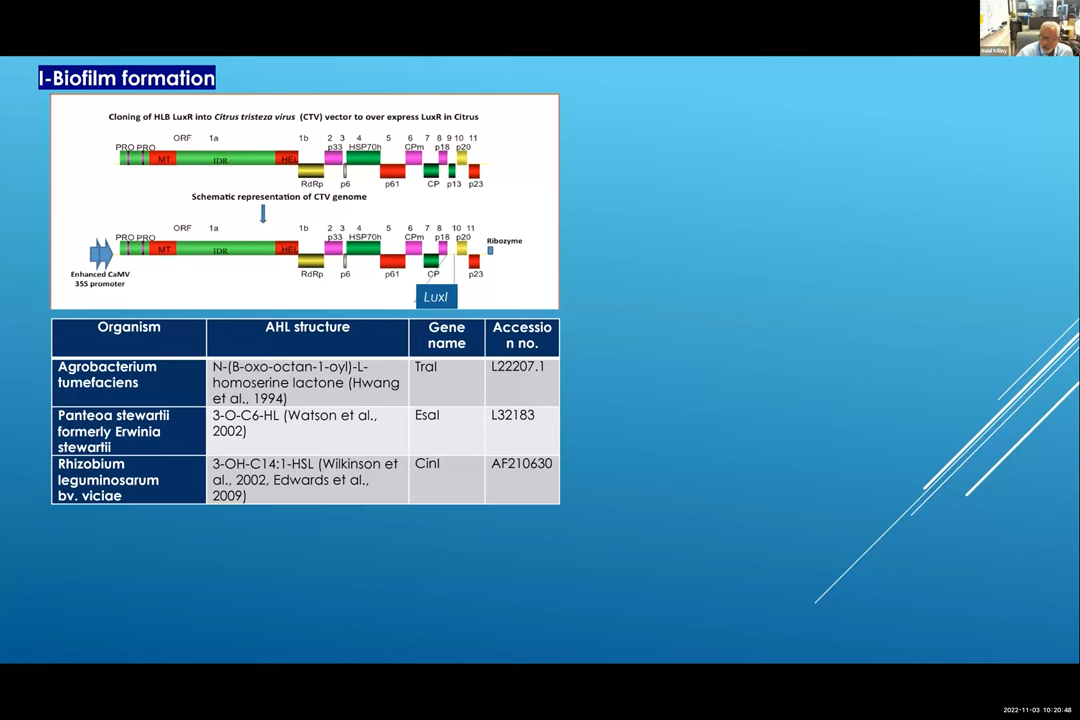 I-Biofilm formation
Cloning of HLB LuxR into Citrus tristeza virus (CTV) vector to over express LuxR in Citrus
ORF 1a 1b 2 3 4 5 6 7 8 9 10 11
PRO PRO p33 HSP70h CPm p18 p20
MT IDR HEL
RdRp p6 p61 CP p13 p23
Schematic representation of CTV genome
ORF 1a 1b 2 3 4 5 6 7 8 10 11
PRO PRO p33 HSP70h CPm p18 p20 Ribozyme
MT IDR HEL
RdRp p6 p61 CP p23
Enhanced CaMV
35S promoter
LuxI
Organism AHL structure Gene name Accessio
n no.
Agrobacterium
tumefaciens
N-(B-oxo-octan-1-oyl)-L-
homoserine lactone (Hwang
et al., 1994)
TraI
L22207.1
Panteoa stewartii
formerly Erwinia
stewartii
3-O-C6-HL (Watson et al.,
2002)
EsaI
L32183
Rhizobium
leguminosarum
bv. viciae
3-OH-C14:1-HSL (Wilkinson et
al., 2002, Edwards et al.,
2009)
CinI
AF210630
Nabil Killiny
2022-11-03 10:20:48